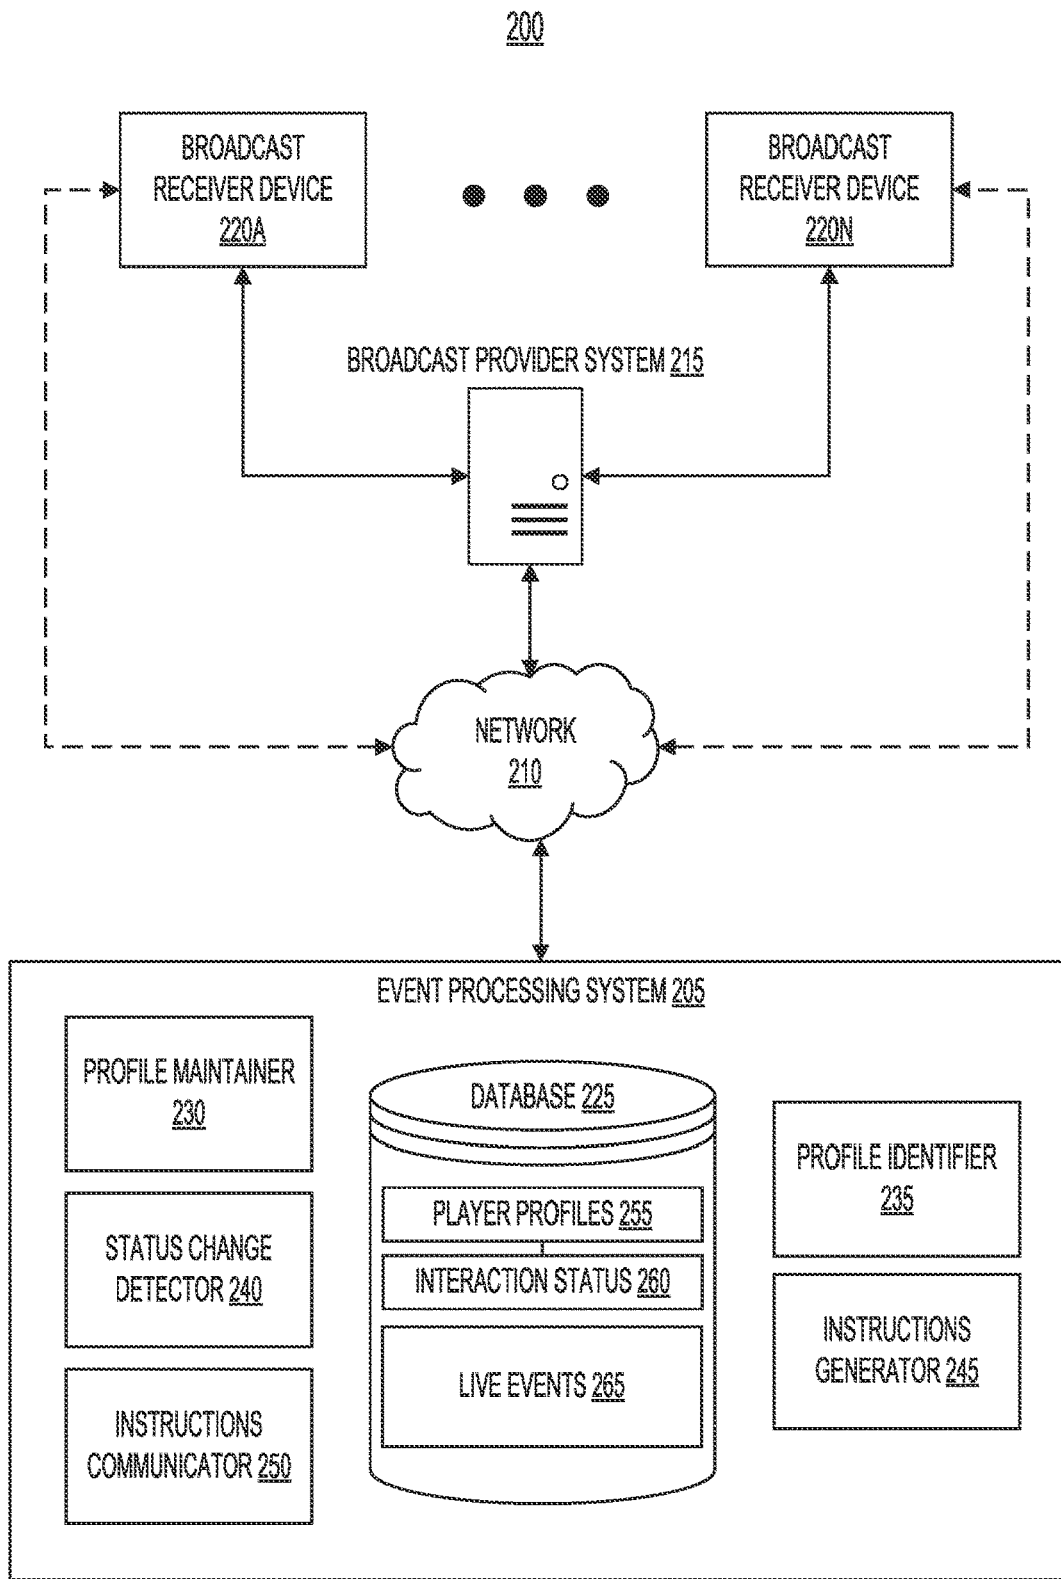 200
BROADCAST
RECEIVER DEVICE
220A
BROADCAST
RECEIVER DEVICE
220N
BROADCAST PROVIDER SYSTEM 215
NETWORK
210
EVENT PROCESSING SYSTEM 205
PROFILE MAINTAINER
230
STATUS CHANGE
DETECTOR 240
INSTRUCTIONS
COMMUNICATOR 250
DATABASE 225
PLAYER PROFILES 255
INTERACTION STATUS 260
LIVE EVENTS 265
PROFILE IDENTIFIER
235
INSTRUCTIONS
GENERATOR 245